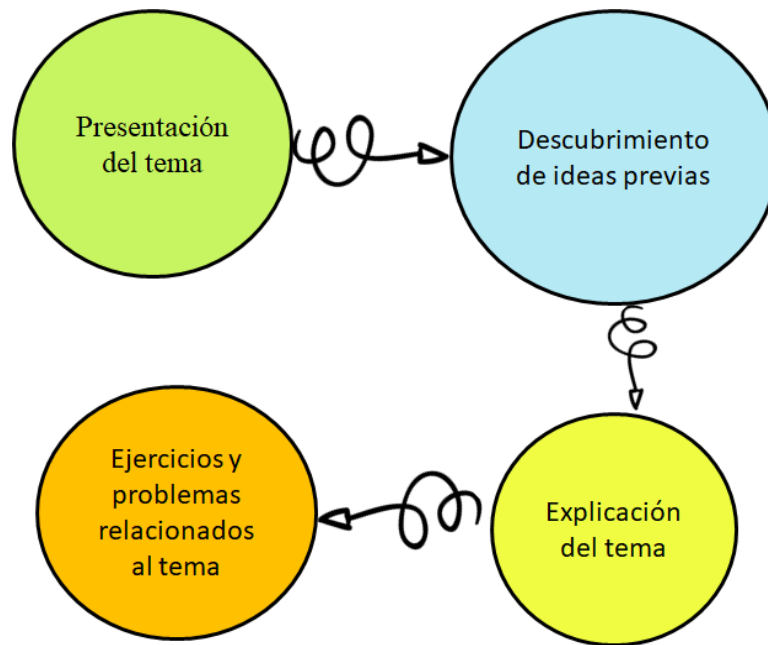 Presentación
del tema
Descubrimiento
de ideas previas
Explicación
del tema
Ejercicios y
problemas
relacionados
al tema